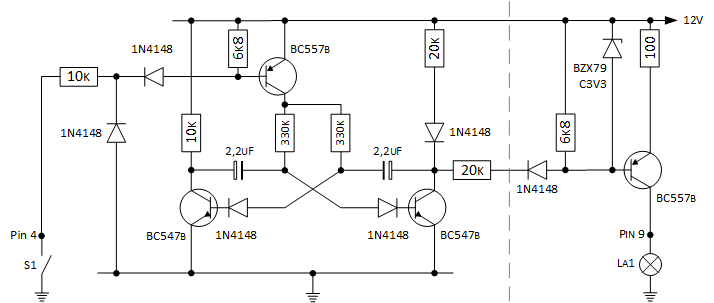 12V
1N4148
6K8
BC557B
20K
BZX79
C3V3
100
10K
1N4148
10K
330K
330K
1N4148
6K8
2,2UF
2,2UF
20K
1N4148
BC557B
BC547B
1N4148
1N4148
BC547B
Pin 4
PIN 9
S1
LA1